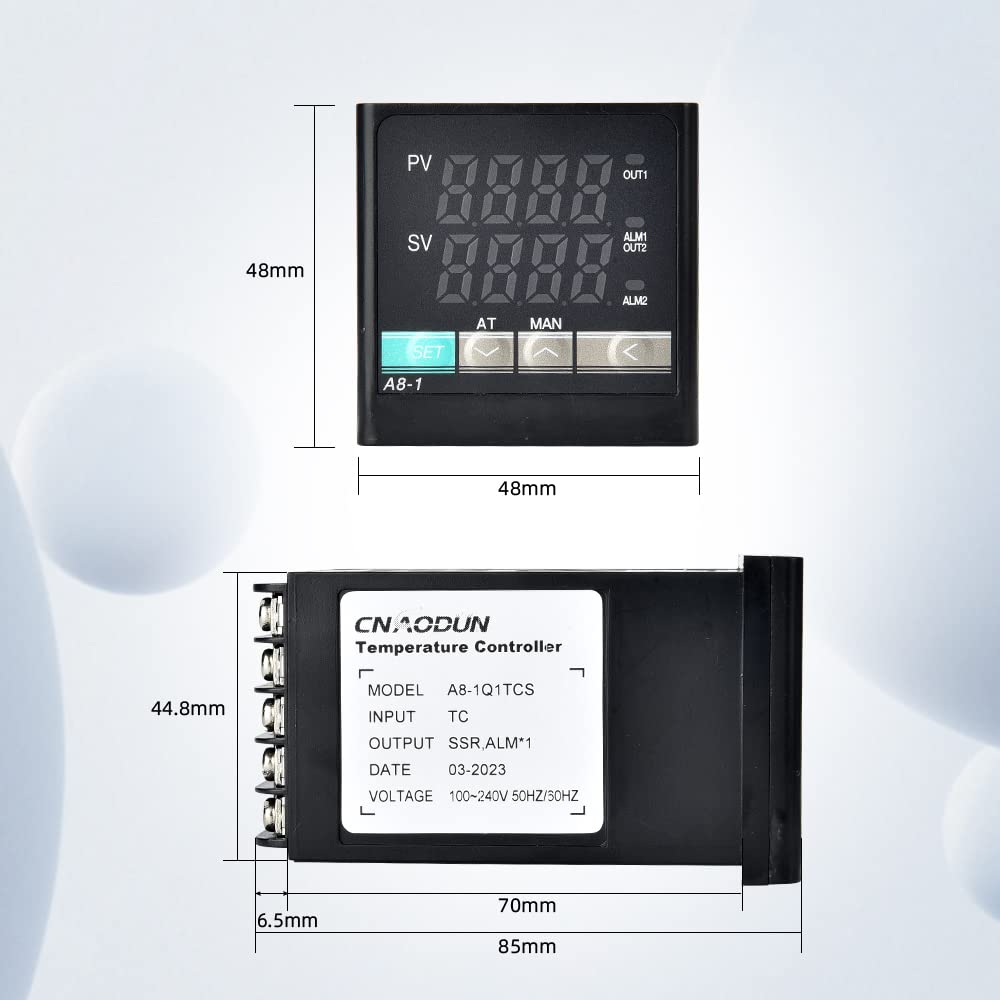 PV 8888 OUT1
48mm
SV 8888 ALM1
OUT2
ALM2
AT MAN
SET
A8-1
48mm
CNAODUN
Temperature Controller
MODEL A8-1Q1TCS
INPUT TC
OUTPUT SSR,ALM*1
DATE 03-2023
VOLTAGE 100~240V 50HZ/60HZ
44.8mm
70mm
6.5mm
85mm